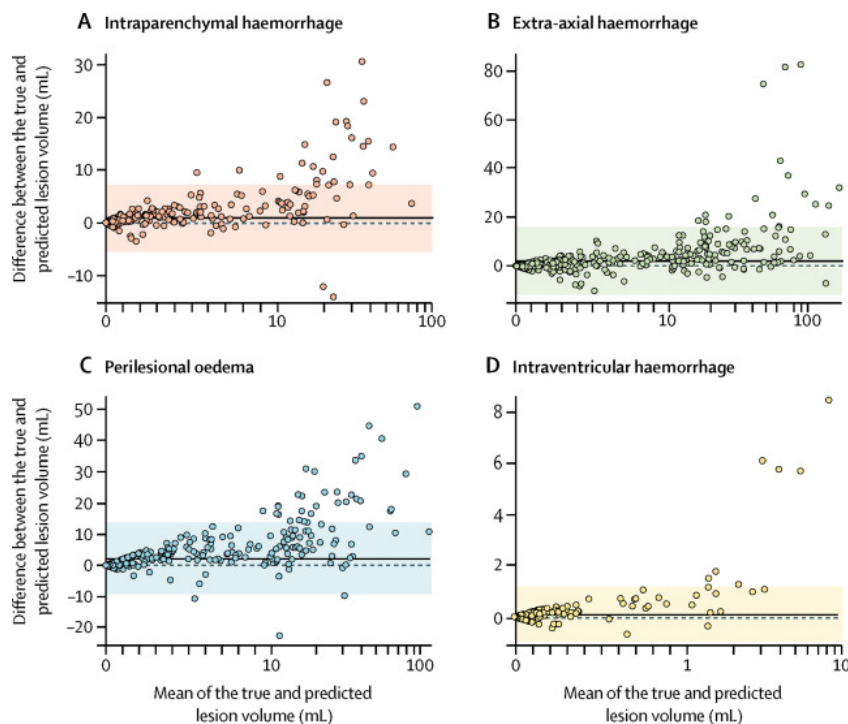 A Intraparenchymal haemorrhage
Difference between the true and
predicted lesion volume (mL)
30
20
10
0
–10
0
10
100
B Extra-axial haemorrhage
80
60
40
20
0
0
10
100
C Perilesional oedema
Difference between the true and
predicted lesion volume (mL)
50
40
30
20
10
0
–10
–20
0
10
100
Mean of the true and predicted
lesion volume (mL)
D Intraventricular haemorrhage
8
6
4
2
0
0
1
10
Mean of the true and predicted
lesion volume (mL)